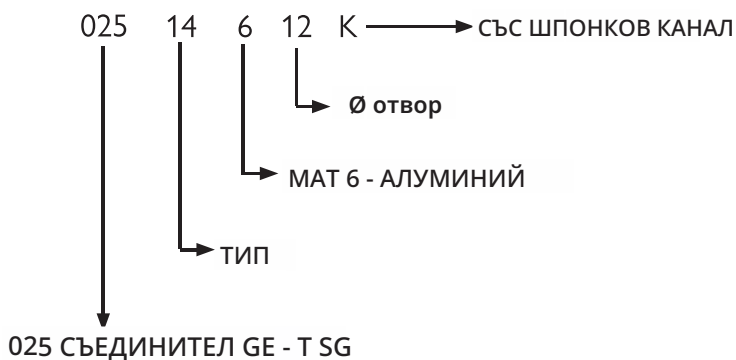 025 14 6 12 K СЪС ШПОНКОВ КАНАЛ
Ø отвор
МАТ 6 - АЛУМИНИЙ
ТИП
025 СЪЕДИНИТЕЛ GE - T SG